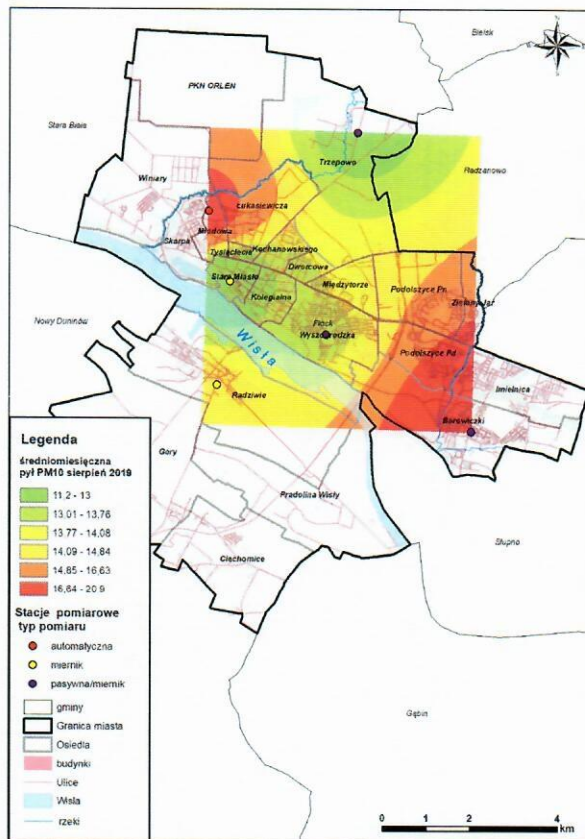 Bielsk
PKN ORLEN
Stara Biała
Trzepowo
Radzanowo
Winiary
Łukasiewicza
Miodowa
Skarpa
Tysiąclecia
Kochanowskiego
Dworcowa
Stare Miasto
Międzytorze
Podolszyce Pn
Zielony Jar
Kolegialna
Nowy Duninów
Płock
Wyszogrodzka
Wisła
Podolszyce Pd
Imielnica
Radziwie
Borowiczki
Góry
Pradolina Wisły
Słupno
Ciechomice
Gąbin
Legenda
średniomiesięczna
pył PM10 sierpień 2019
11,2 - 13
13,01 - 13,76
13,77 - 14,08
14,09 - 14,84
14,85 - 16,63
16,64 - 20,9
Stacje pomiarowe
typ pomiaru
automatyczna
miernik
pasywna/miernik
gminy
Granica miasta
Osiedla
budynki
Ulice
Wisla
rzeki
0 1 2 4
km